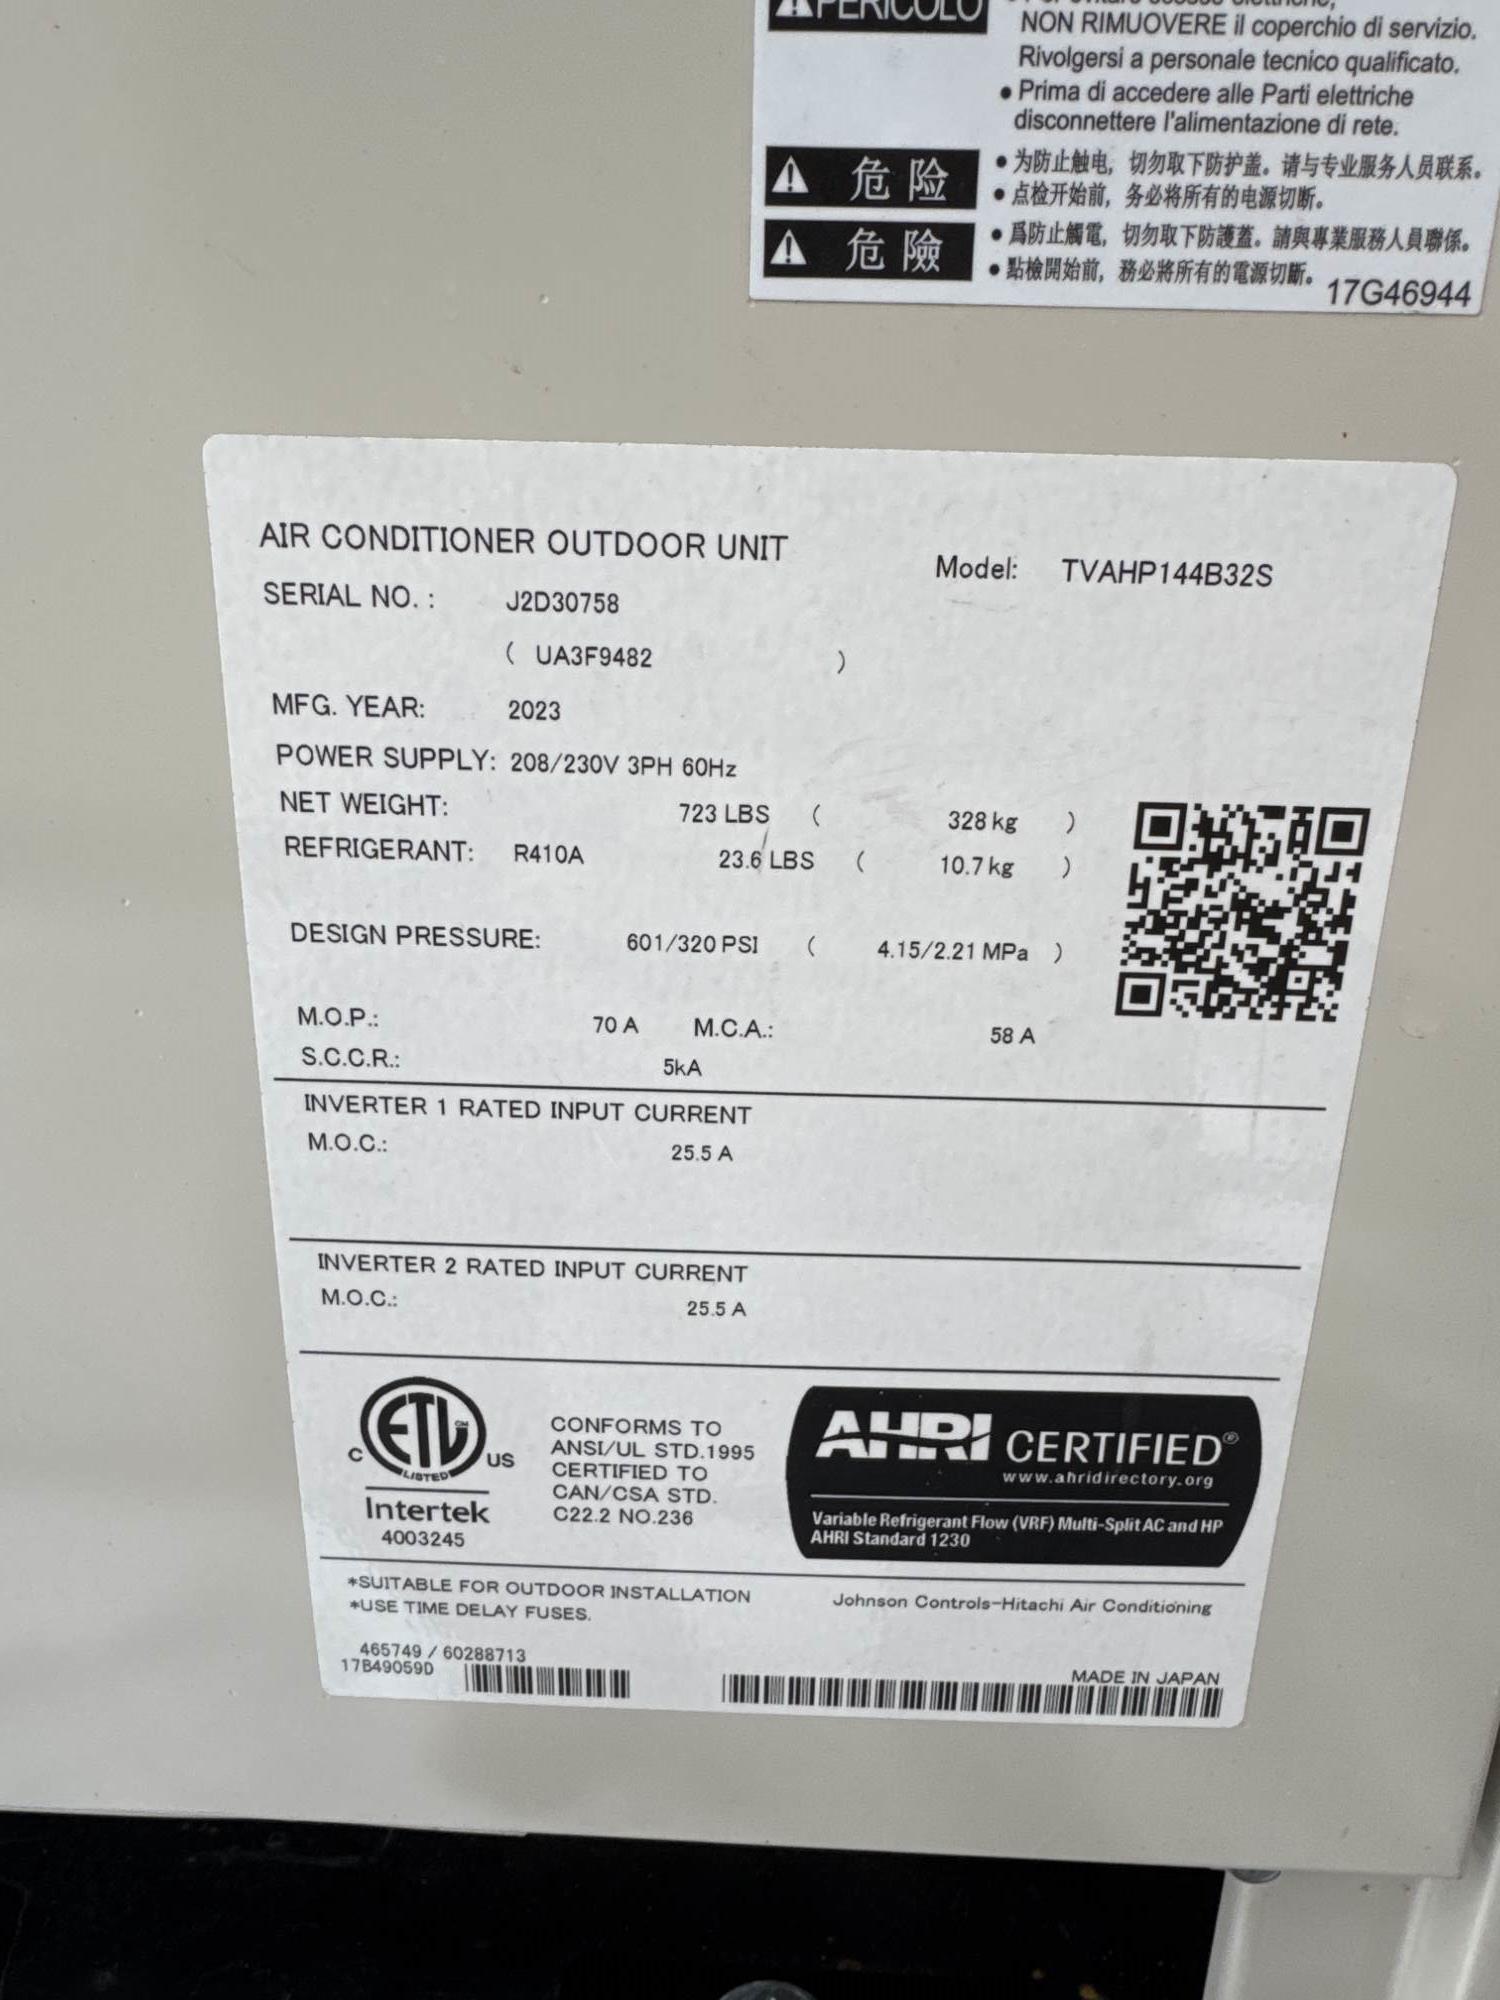 PERICOLO
NON RIMUOVERE il coperchio di servizio.
Rivolgersi a personale tecnico qualificato.
• Prima di accedere alle Parti elettriche
disconnettere l'alimentazione di rete.
危险
• 为防止触电，切勿取下防护盖。请与专业服务人员联系。
• 点检开始前，务必将所有的电源切断。
危險
• 爲防止觸電，切勿取下防護蓋。請與專業服務人員聯係。
• 點檢開始前，務必將所有的電源切斷。
17G46944
AIR CONDITIONER OUTDOOR UNIT
Model: TVAHP144B32S
SERIAL NO. : J2D30758
( UA3F9482 )
MFG. YEAR: 2023
POWER SUPPLY: 208/230V 3PH 60Hz
NET WEIGHT: 723 LBS ( 328 kg )
REFRIGERANT: R410A 23.6 LBS ( 10.7 kg )
DESIGN PRESSURE: 601/320 PSI ( 4.15/2.21 MPa )
M.O.P.: 70 A M.C.A.: 58 A
S.C.C.R.: 5kA
INVERTER 1 RATED INPUT CURRENT
M.O.C.: 25.5 A
INVERTER 2 RATED INPUT CURRENT
M.O.C.: 25.5 A
C ETL CM LISTED US
Intertek
4003245
CONFORMS TO
ANSI/UL STD.1995
CERTIFIED TO
CAN/CSA STD.
C22.2 NO.236
AHRI CERTIFIED®
www.ahridirectory.org
Variable Refrigerant Flow (VRF) Multi-Split AC and HP
AHRI Standard 1230
*SUITABLE FOR OUTDOOR INSTALLATION
*USE TIME DELAY FUSES.
Johnson Controls-Hitachi Air Conditioning
465749 / 60288713
17B49059D
MADE IN JAPAN